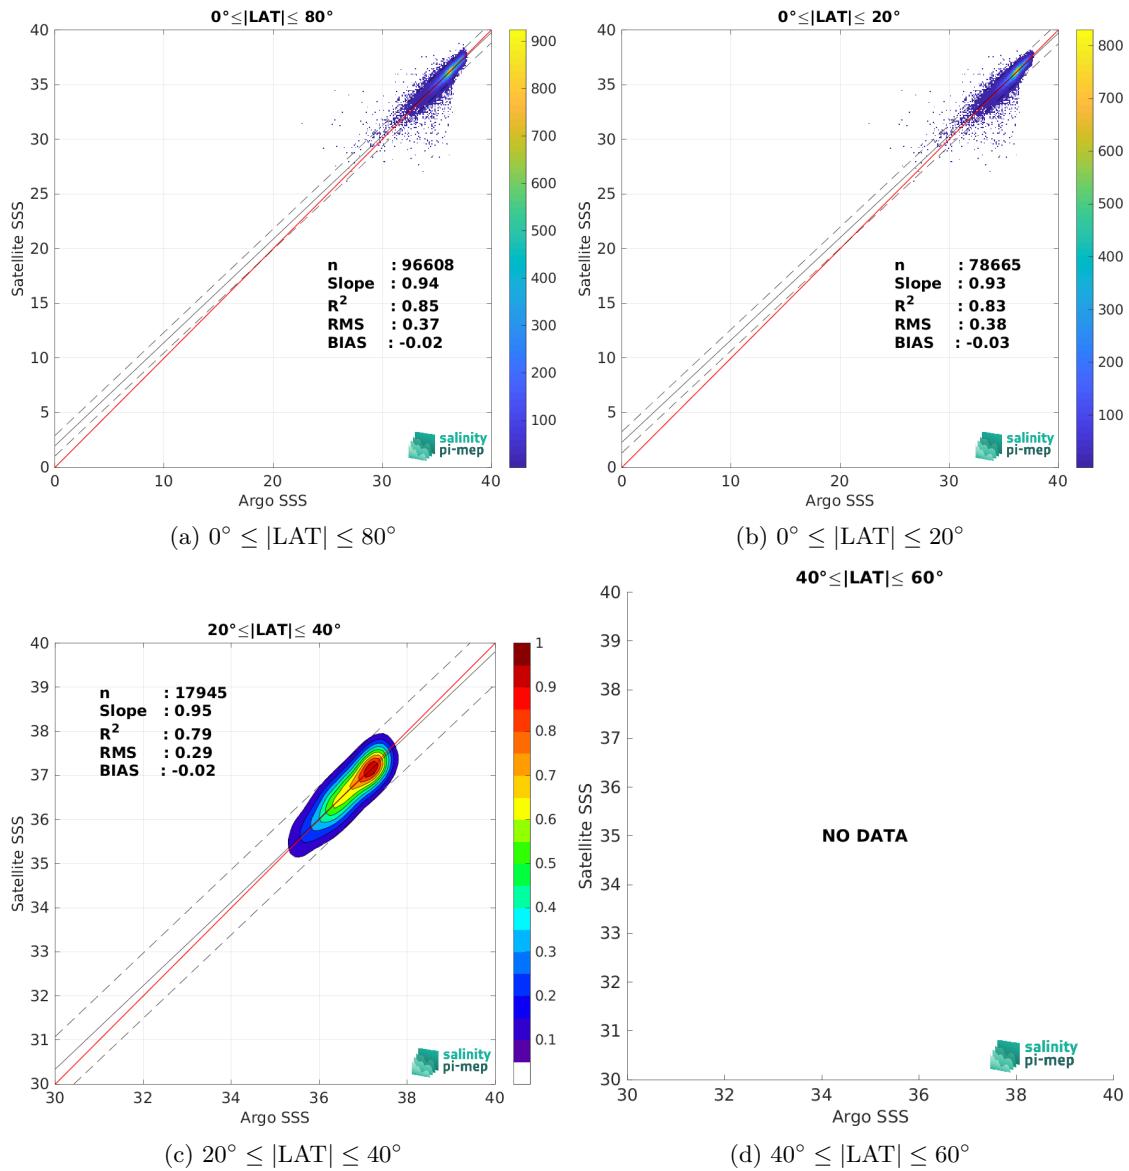 0°≤|LAT|≤ 80°
40
35
30
25
20
15
10
5
0
0
10
20
30
40
Satellite SSS
Argo SSS
n : 96608
Slope : 0.94
R² : 0.85
RMS : 0.37
BIAS : -0.02
salinity
pi-mep
900
800
700
600
500
400
300
200
100
(a) 0° ≤ |LAT| ≤ 80°
0°≤|LAT|≤ 20°
40
35
30
25
20
15
10
5
0
0
10
20
30
40
Satellite SSS
Argo SSS
n : 78665
Slope : 0.93
R² : 0.83
RMS : 0.38
BIAS : -0.03
salinity
pi-mep
800
700
600
500
400
300
200
100
(b) 0° ≤ |LAT| ≤ 20°
20°≤|LAT|≤ 40°
40
39
38
37
36
35
34
33
32
31
30
30
32
34
36
38
40
Satellite SSS
Argo SSS
n : 17945
Slope : 0.95
R² : 0.79
RMS : 0.29
BIAS : -0.02
salinity
pi-mep
1
0.9
0.8
0.7
0.6
0.5
0.4
0.3
0.2
0.1
(c) 20° ≤ |LAT| ≤ 40°
40°≤|LAT|≤ 60°
40
39
38
37
36
35
34
33
32
31
30
30
32
34
36
38
40
Satellite SSS
Argo SSS
NO DATA
salinity
pi-mep
(d) 40° ≤ |LAT| ≤ 60°